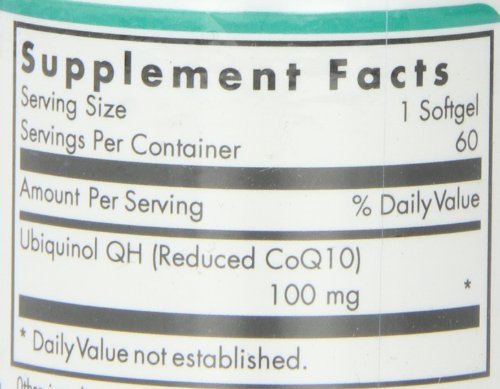 Supplement Facts
Serving Size 1 Softgel
Servings Per Container 60
Amount Per Serving % Daily Value
Ubiquinol QH (Reduced CoQ10)
100 mg *
* Daily Value not established.